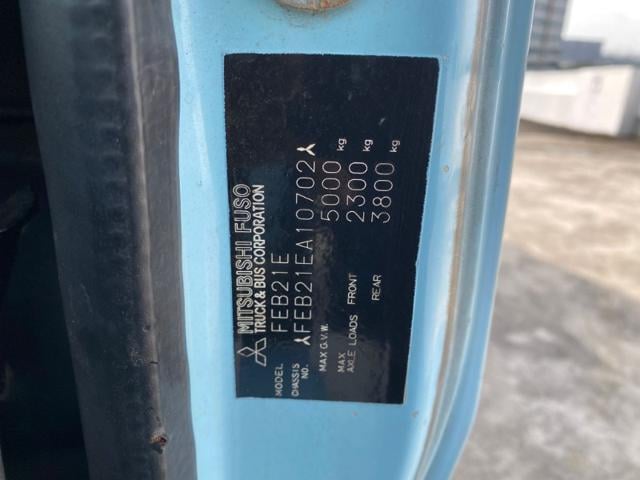 MITSUBISHI FUSO
TRUCK & BUS CORPORATION
MODEL FEB21E
CHASSIS NO. FEB21EA10702
MAX G.V.W. 5000 kg
MAX AXLE LOADS FRONT 2300 kg
REAR 3800 kg